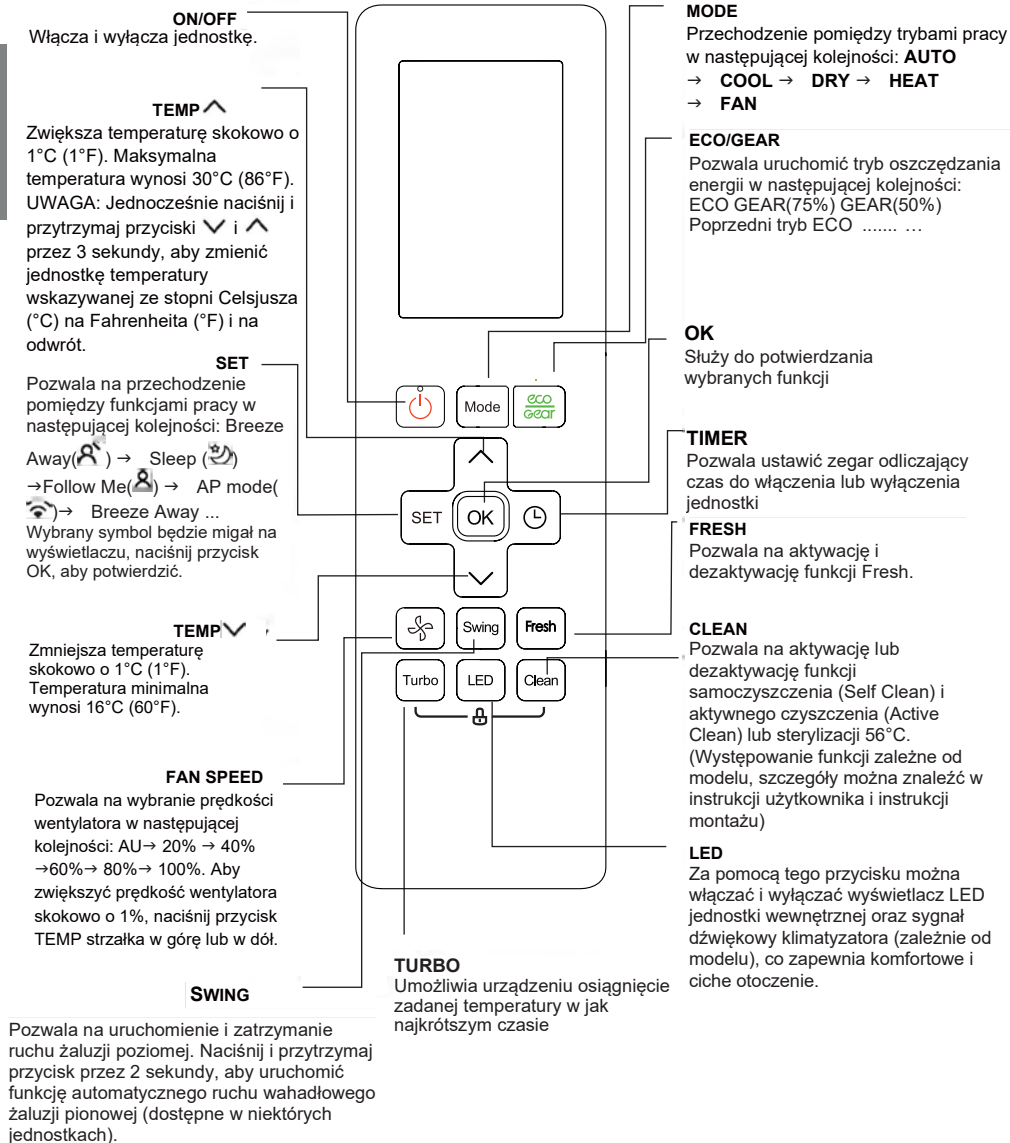 ON/OFF
Włącza i wyłącza jednostkę.
TEMP
Zwiększa temperaturę skokowo o
1°C (1°F). Maksymalna
temperatura wynosi 30°C (86°F).
UWAGA: Jednocześnie naciśnij i
przytrzymaj przyciski i
przez 3 sekundy, aby zmienić
jednostkę temperatury
wskazywanej ze stopni Celsjusza
(°C) na Fahrenheita (°F) i na
odwrót.
SET
Pozwala na przechodzenie
pomiędzy funkcjami pracy w
następującej kolejności: Breeze
Away( ) → Sleep ( )
→Follow Me( ) → AP mode(
)→ Breeze Away ...
Wybrany symbol będzie migał na
wyświetlaczu, naciśnij przycisk
OK, aby potwierdzić.
TEMP
Zmniejsza temperaturę
skokowo o 1°C (1°F).
Temperatura minimalna
wynosi 16°C (60°F).
FAN SPEED
Pozwala na wybranie prędkości
wentylatora w następującej
kolejności: AU→ 20% → 40%
→60%→ 80%→ 100%. Aby
zwiększyć prędkość wentylatora
skokowo o 1%, naciśnij przycisk
TEMP strzałka w górę lub w dół.
SWING
Pozwala na uruchomienie i zatrzymanie
ruchu żaluzji poziomej. Naciśnij i przytrzymaj
przycisk przez 2 sekundy, aby uruchomić
funkcję automatycznego ruchu wahadłowego
żaluzji pionowej (dostępne w niektórych
jednostkach).
Mode
eco
Gear
SET
OK
Swing
Fresh
Turbo
LED
Clean
TURBO
Umożliwia urządzeniu osiągnięcie
zadanej temperatury w jak
najkrótszym czasie
MODE
Przechodzenie pomiędzy trybami pracy
w następującej kolejności: AUTO
→ COOL → DRY → HEAT
→ FAN
ECO/GEAR
Pozwala uruchomić tryb oszczędzania
energii w następującej kolejności:
ECO GEAR(75%) GEAR(50%)
Poprzedni tryb ECO ....... …
OK
Służy do potwierdzania
wybranych funkcji
TIMER
Pozwala ustawić zegar odliczający
czas do włączenia lub wyłączenia
jednostki
FRESH
Pozwala na aktywację i
dezaktywację funkcji Fresh.
CLEAN
Pozwala na aktywację lub
dezaktywację funkcji
samoczyszczenia (Self Clean) i
aktywnego czyszczenia (Active
Clean) lub sterylizacji 56°C.
(Występowanie funkcji zależne od
modelu, szczegóły można znaleźć w
instrukcji użytkownika i instrukcji
montażu)
LED
Za pomocą tego przycisku można
włączać i wyłączać wyświetlacz LED
jednostki wewnętrznej oraz sygnał
dźwiękowy klimatyzatora (zależnie od
modelu), co zapewnia komfortowe i
ciche otoczenie.